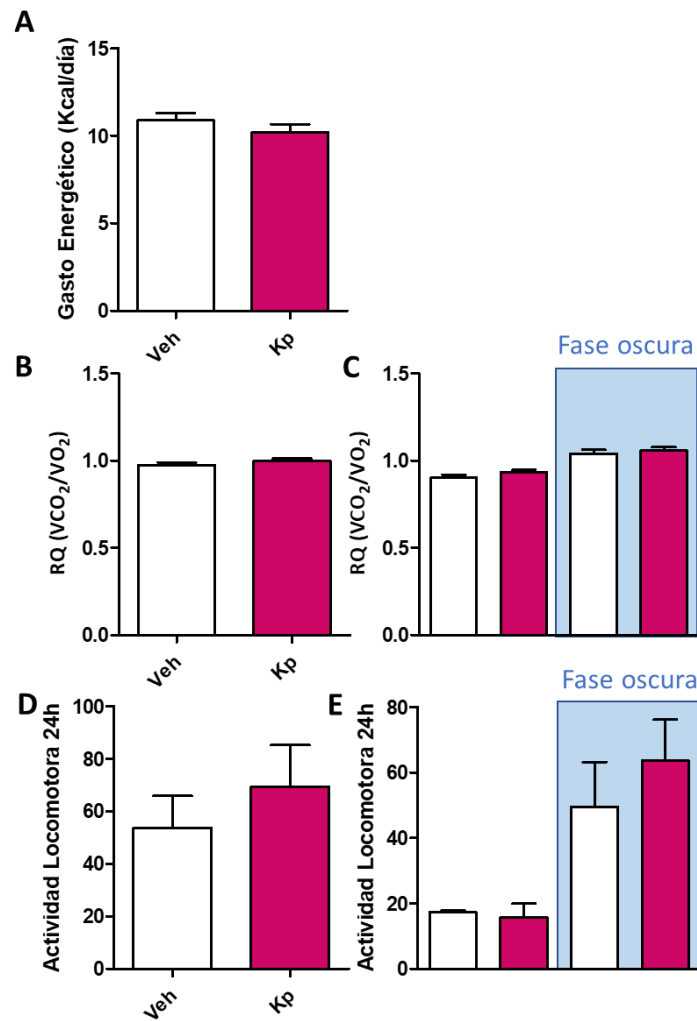 A
Gasto Energético (Kcal/día)
15
10
5
0
Veh
Kp
B
RQ (VCO₂/VO₂)
1.5
1.0
0.5
0.0
Veh
Kp
C
Fase oscura
RQ (VCO₂/VO₂)
1.5
1.0
0.5
0.0
D
Actividad Locomotora 24h
100
80
60
40
20
0
Veh
Kp
E
Fase oscura
Actividad Locomotora 24h
80
60
40
20
0